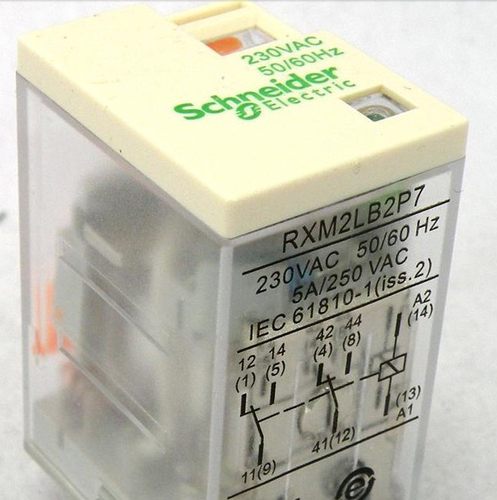 230VAC
50/60Hz
Schneider
Electric
RXM2LB2P7
230VAC 50/60 Hz
5A/250 VAC
IEC 61810-1(iss.2)
12 14 42 44 A2
(1) (5) (4) (8) (14)
(13)
11(9) 41(12) A1